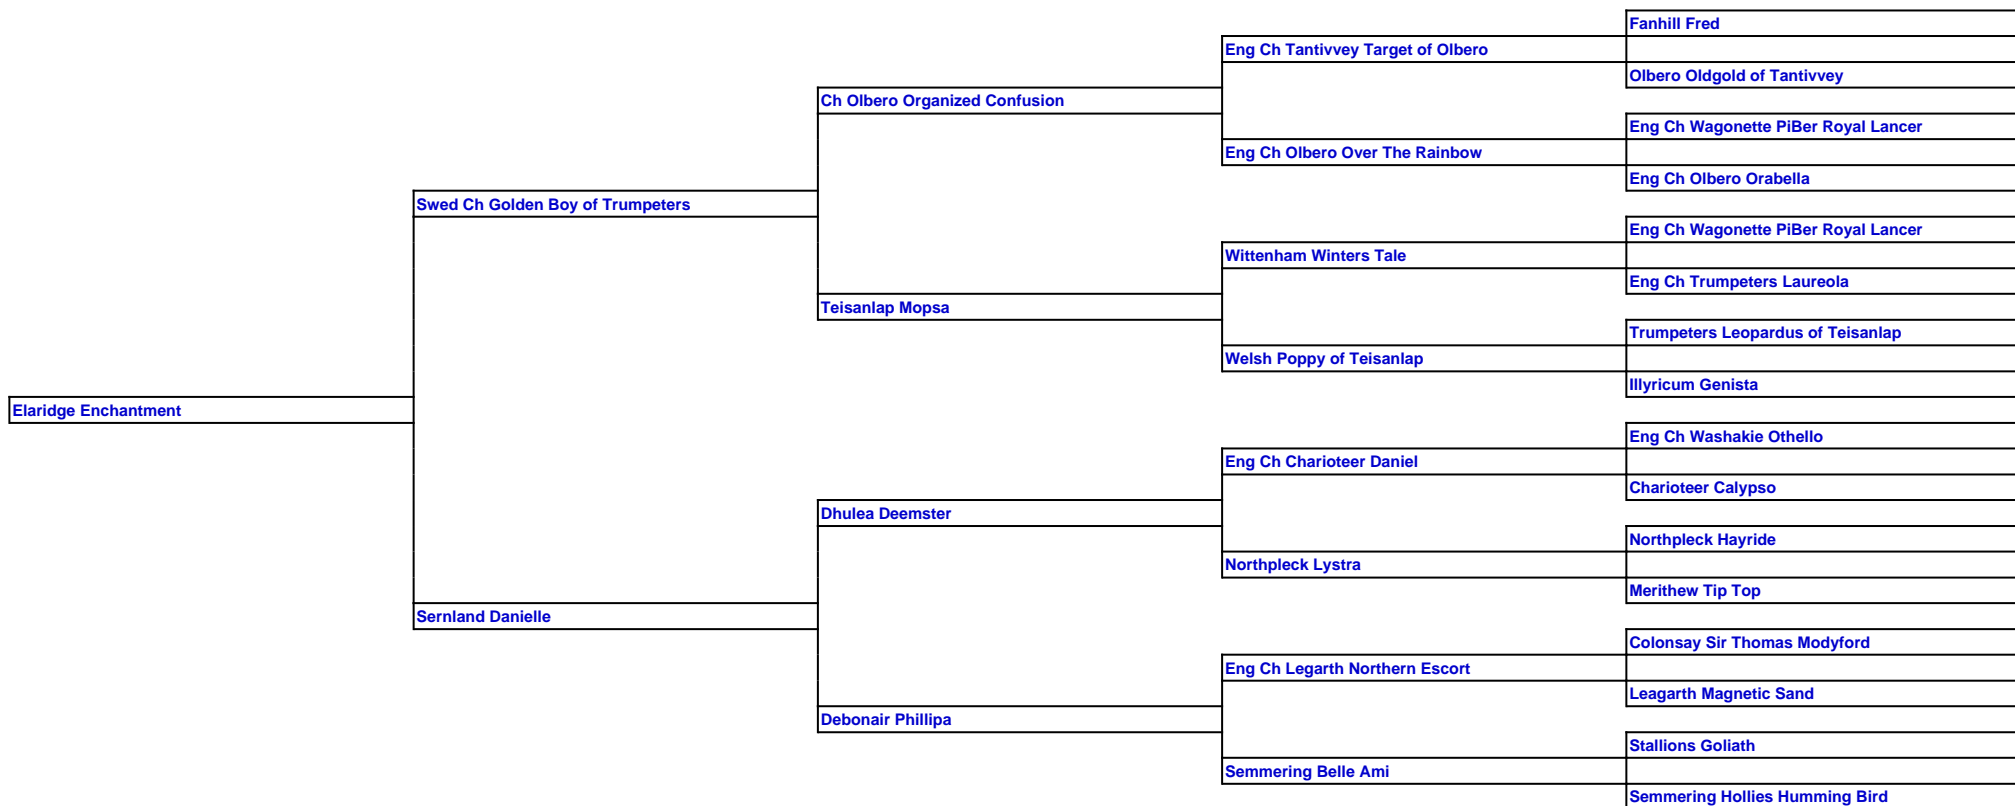 Fanhill Fred
Eng Ch Tantivvey Target of Olbero
Olbero Oldgold of Tantivvey
Ch Olbero Organized Confusion
Eng Ch Wagonette PiBer Royal Lancer
Eng Ch Olbero Over The Rainbow
Eng Ch Olbero Orabella
Swed Ch Golden Boy of Trumpeters
Eng Ch Wagonette PiBer Royal Lancer
Wittenham Winters Tale
Eng Ch Trumpeters Laureola
Teisanlap Mopsa
Trumpeters Leopardus of Teisanlap
Welsh Poppy of Teisanlap
Illyricum Genista
Elaridge Enchantment
Eng Ch Washakie Othello
Eng Ch Charioteer Daniel
Charioteer Calypso
Dhulea Deemster
Northpleck Hayride
Northpleck Lystra
Merithew Tip Top
Sernland Danielle
Colonsay Sir Thomas Modyford
Eng Ch Legarth Northern Escort
Leagarth Magnetic Sand
Debonair Phillipa
Stallions Goliath
Semmering Belle Ami
Semmering Hollies Humming Bird